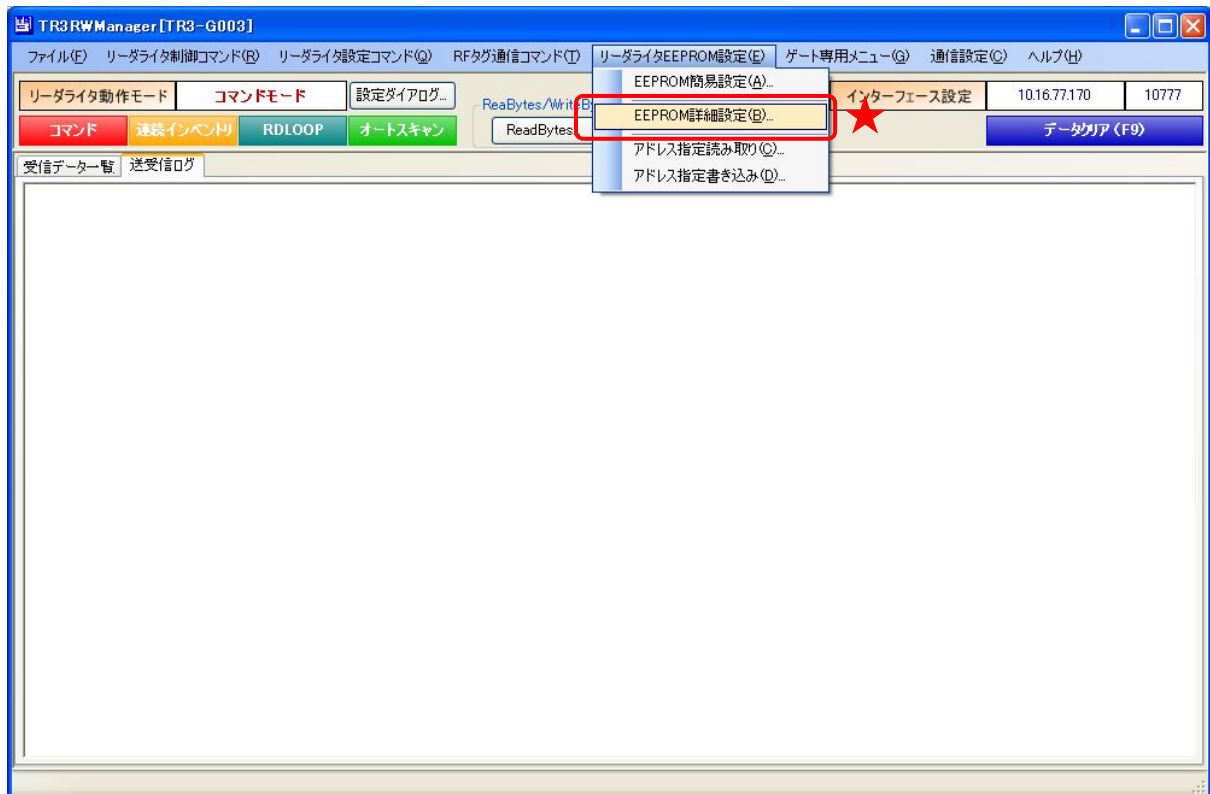 TR3RWManager[TR3-G003]
ファイル(F) リーダライタ制御コマンド(R) リーダライタ設定コマンド(Q) RFタグ通信コマンド(T) リーダライタEEPROM設定(E) ゲート専用メニュー(G) 通信設定(C) ヘルプ(H)
EEPROM簡易設定(A)...
EEPROM詳細設定(B)...
アドレス指定読み取り(C)...
アドレス指定書き込み(D)...
リーダライタ動作モード コマンドモード 設定ダイアログ... ReaBytes/WriteB インターフェース設定 10.16.77.170 10777
コマンド 連続インベントリ RDLOOP オートスキャン ReadBytes データクリア(F9)
受信データ一覧 送受信ログ